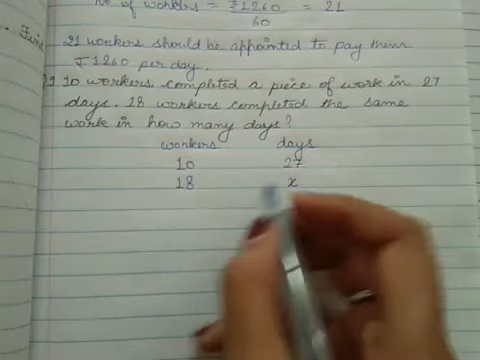 No of workers = ₹1260 = 21
60
Find
21 workers should be appointed to pay them
₹1260 per day.
10 workers completed a piece of work in 27
days. 18 workers completed the same
work in how many days?
workers days
10 27
18 x